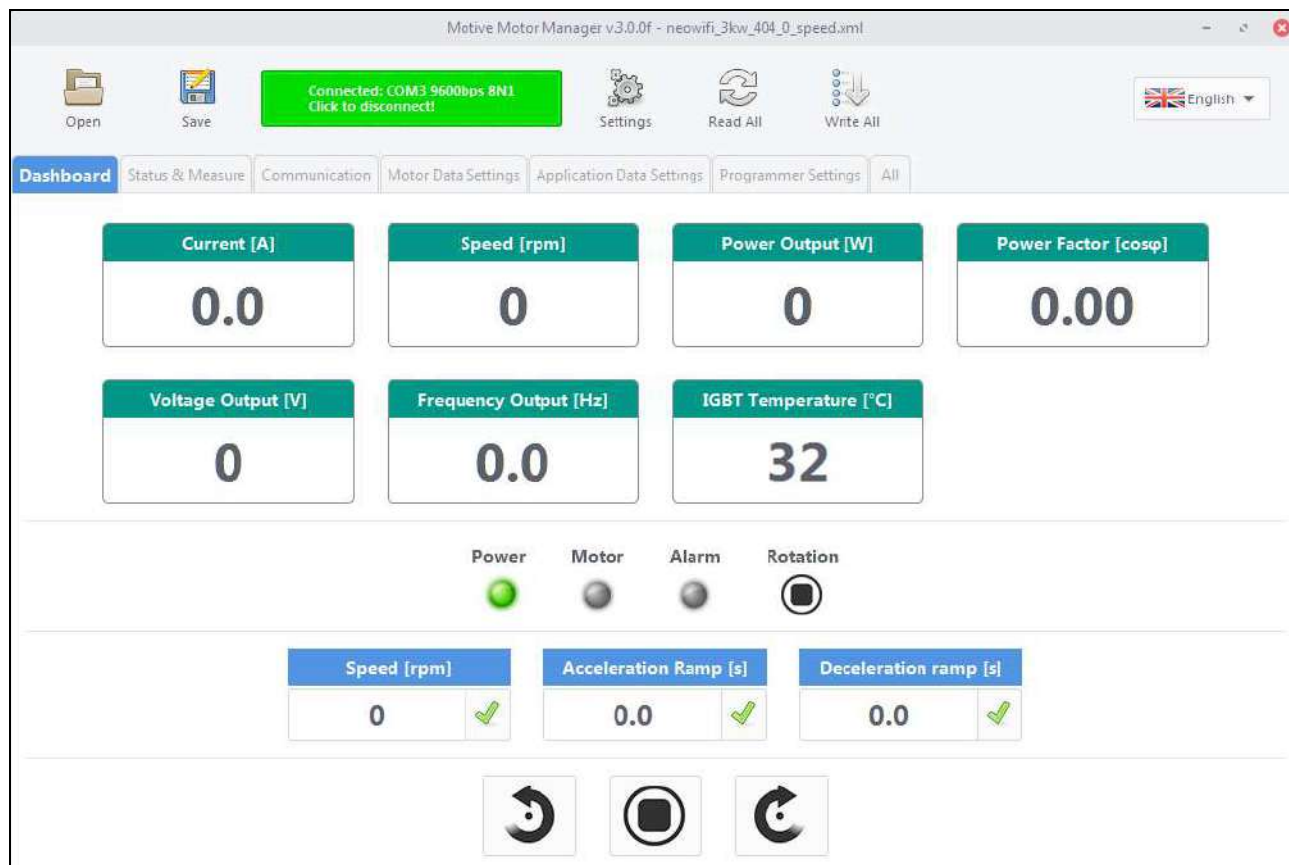 Motive Motor Manager v.3.0.0f - neowifi_3kw_404_0_speed.xml
Connected: COM3 9600bps 8N1
Click to disconnect!
Open
Save
Settings
Read All
Write All
English
Dashboard
Status & Measure
Communication
Motor Data Settings
Application Data Settings
Programmer Settings
All
Current [A]
Speed [rpm]
Power Output [W]
Power Factor [cosφ]
0.0
0
0
0.00
Voltage Output [V]
Frequency Output [Hz]
IGBT Temperature [°C]
0
0.0
32
Power
Motor
Alarm
Rotation
Speed [rpm]
Acceleration Ramp [s]
Deceleration ramp [s]
0
0.0
0.0